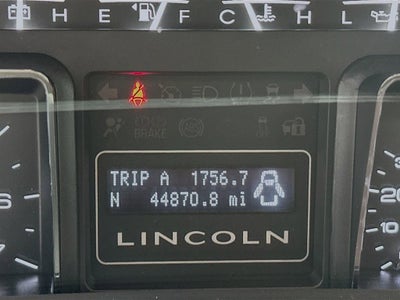 H E F C H L
BRAKE
TRIP A 1756.7
N 44870.8 mi
LINCOLN